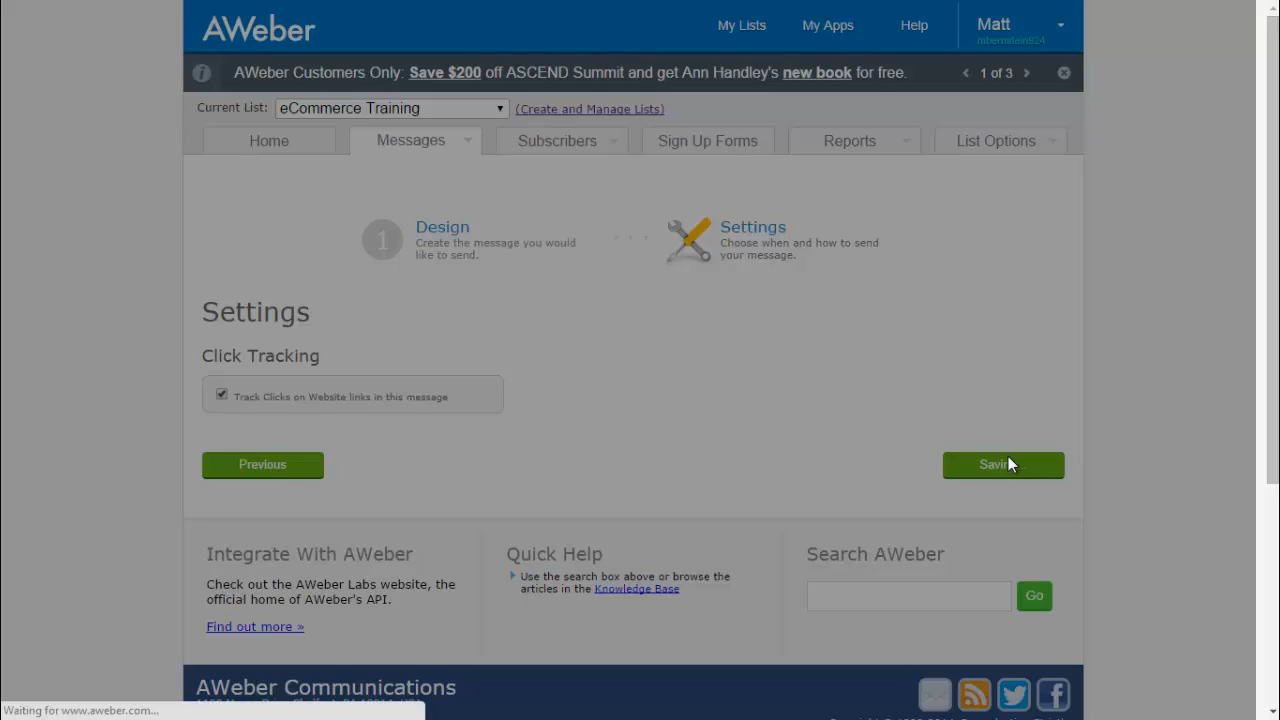 AWeber
My Lists
My Apps
Help
Matt
mbernstein924
AWeber Customers Only: Save $200 off ASCEND Summit and get Ann Handley's new book for free.
1 of 3
Current List:
eCommerce Training
(Create and Manage Lists)
Home
Messages
Subscribers
Sign Up Forms
Reports
List Options
1
Design
Create the message you would
like to send.
Settings
Choose when and how to send
your message.
Settings
Click Tracking
Track Clicks on Website links in this message
Previous
Integrate With AWeber
Check out the AWeber Labs website, the
official home of AWeber's API.
Find out more »
Quick Help
Use the search box above or browse the
articles in the Knowledge Base
Search AWeber
Go
AWeber Communications
Waiting for www.aweber.com...